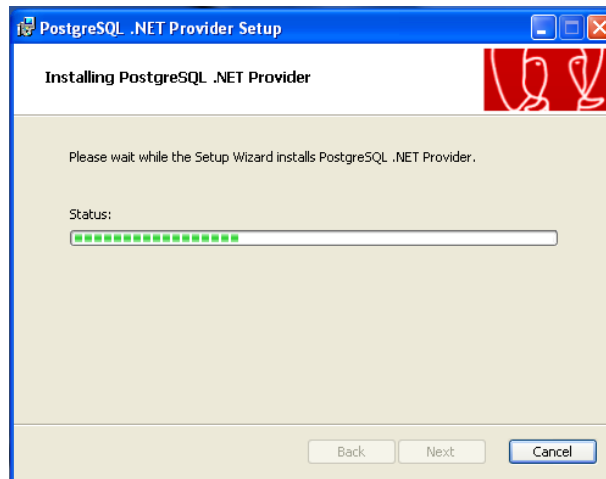 PostgreSQL .NET Provider Setup
Installing PostgreSQL .NET Provider
Please wait while the Setup Wizard installs PostgreSQL .NET Provider.
Status:
Back Next Cancel